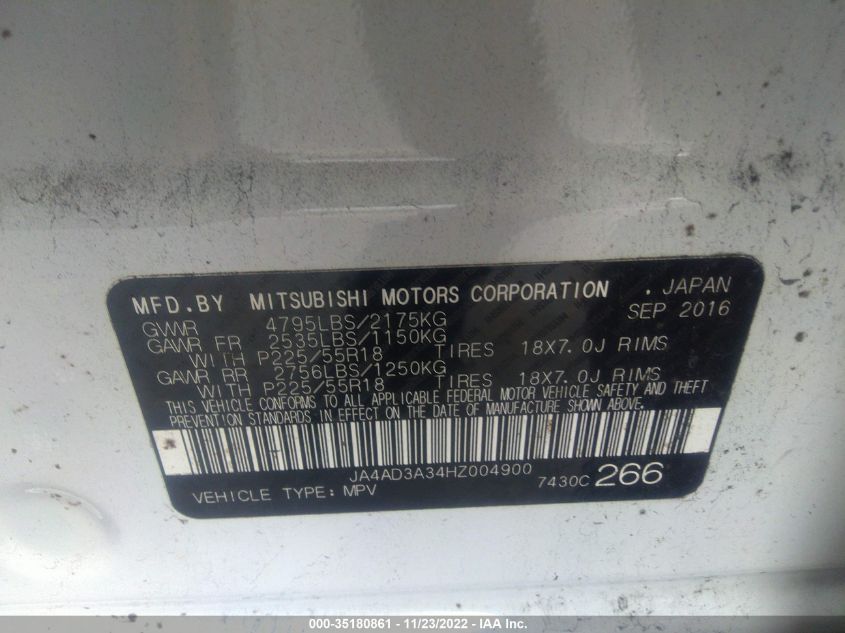 MFD.BY MITSUBISHI MOTORS CORPORATION . JAPAN
GVWR 4795LBS/2175KG SEP 2016
GAWR FR 2535LBS/1150KG
WITH P225/55R18 TIRES 18X7.0J RIMS
GAWR RR 2756LBS/1250KG
WITH P225/55R18 TIRES 18X7.0J RIMS
THIS VEHICLE CONFORMS TO ALL APPLICABLE FEDERAL MOTOR VEHICLE SAFETY AND THEFT
PREVENTION STANDARDS IN EFFECT ON THE DATE OF MANUFACTURE SHOWN ABOVE.
JA4AD3A34HZ004900
VEHICLE TYPE: MPV 7430C 266
000-35180861 - 11/23/2022 - IAA Inc.